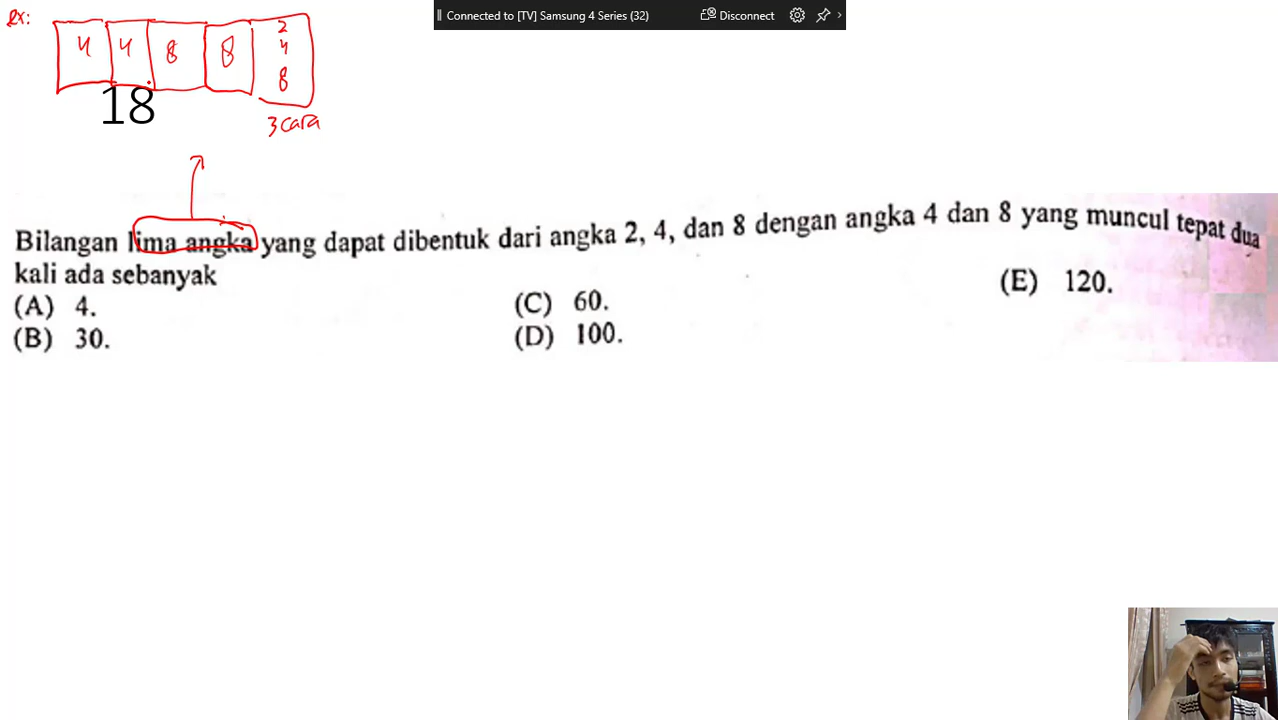 Connected to [TV] Samsung 4 Series (32) Disconnect
ex:
4 4 8 8 2
4
8
3 cara
18
Bilangan lima angka yang dapat dibentuk dari angka 2, 4, dan 8 dengan angka 4 dan 8 yang muncul tepat dua
kali ada sebanyak
(A) 4.
(B) 30.
(C) 60.
(D) 100.
(E) 120.